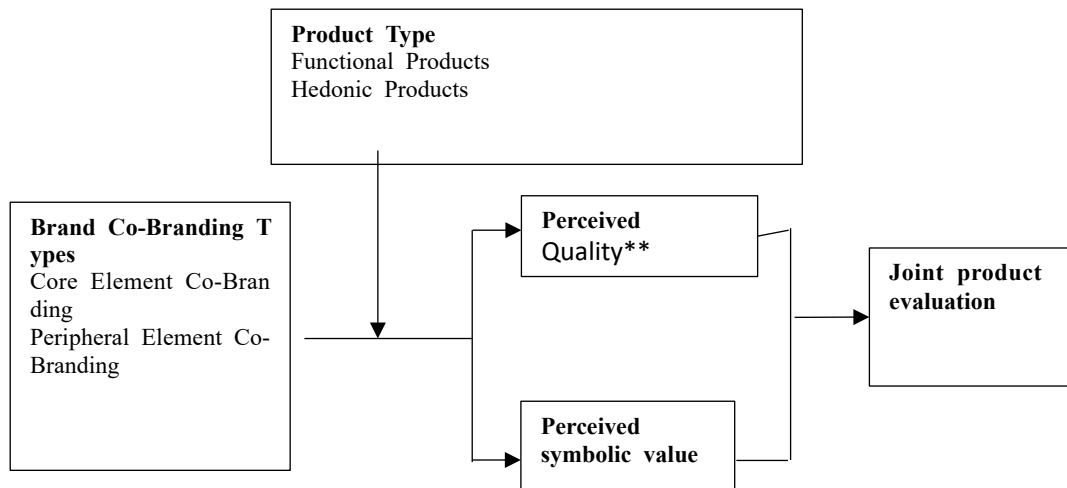 Product Type
Functional Products
Hedonic Products
Brand Co-Branding T
ypes
Core Element Co-Bran
ding
Peripheral Element Co-
Branding
Perceived
Quality**
Perceived
symbolic value
Joint product
evaluation